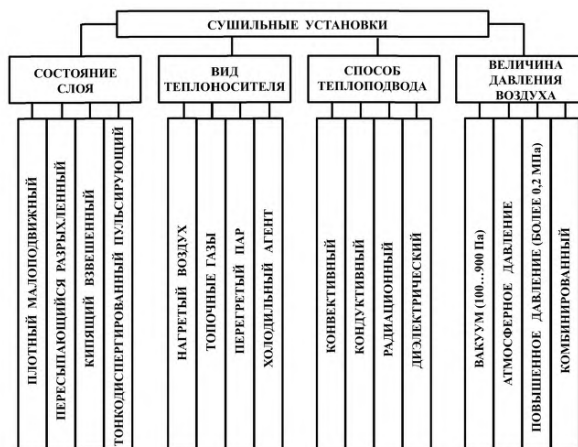 СУШИЛЬНЫЕ УСТАНОВКИ
СОСТОЯНИЕ
СЛОЯ
ВИД
ТЕПЛОНОСИТЕЛЯ
СПОСОБ
ТЕПЛОПОДВОДА
ВЕЛИЧИНА
ДАВЛЕНИЯ
ВОЗДУХА
ПЛОТНЫЙ МАЛОПОДВИЖНЫЙ
ПЕРЕСЫПАЮЩИЙСЯ РАЗРЫХЛЕННЫЙ
КИПЯЩИЙ ВЗВЕШЕННЫЙ
ТОНКОДИСПЕРГИРОВАННЫЙ ПУЛЬСИРУЮЩИЙ
НАГРЕТЫЙ ВОЗДУХ
ТОПОЧНЫЕ ГАЗЫ
ПЕРЕГРЕТЫЙ ПАР
ХОЛОДИЛЬНЫЙ АГЕНТ
КОНВЕКТИВНЫЙ
КОНДУКТИВНЫЙ
РАДИАЦИОННЫЙ
ДИЭЛЕКТРИЧЕСКИЙ
ВАКУУМ (100...900 Па)
АТМОСФЕРНОЕ ДАВЛЕНИЕ
ПОВЫШЕННОЕ ДАВЛЕНИЕ (БОЛЕЕ 0,2 МПа)
КОМБИНИРОВАННЫЙ